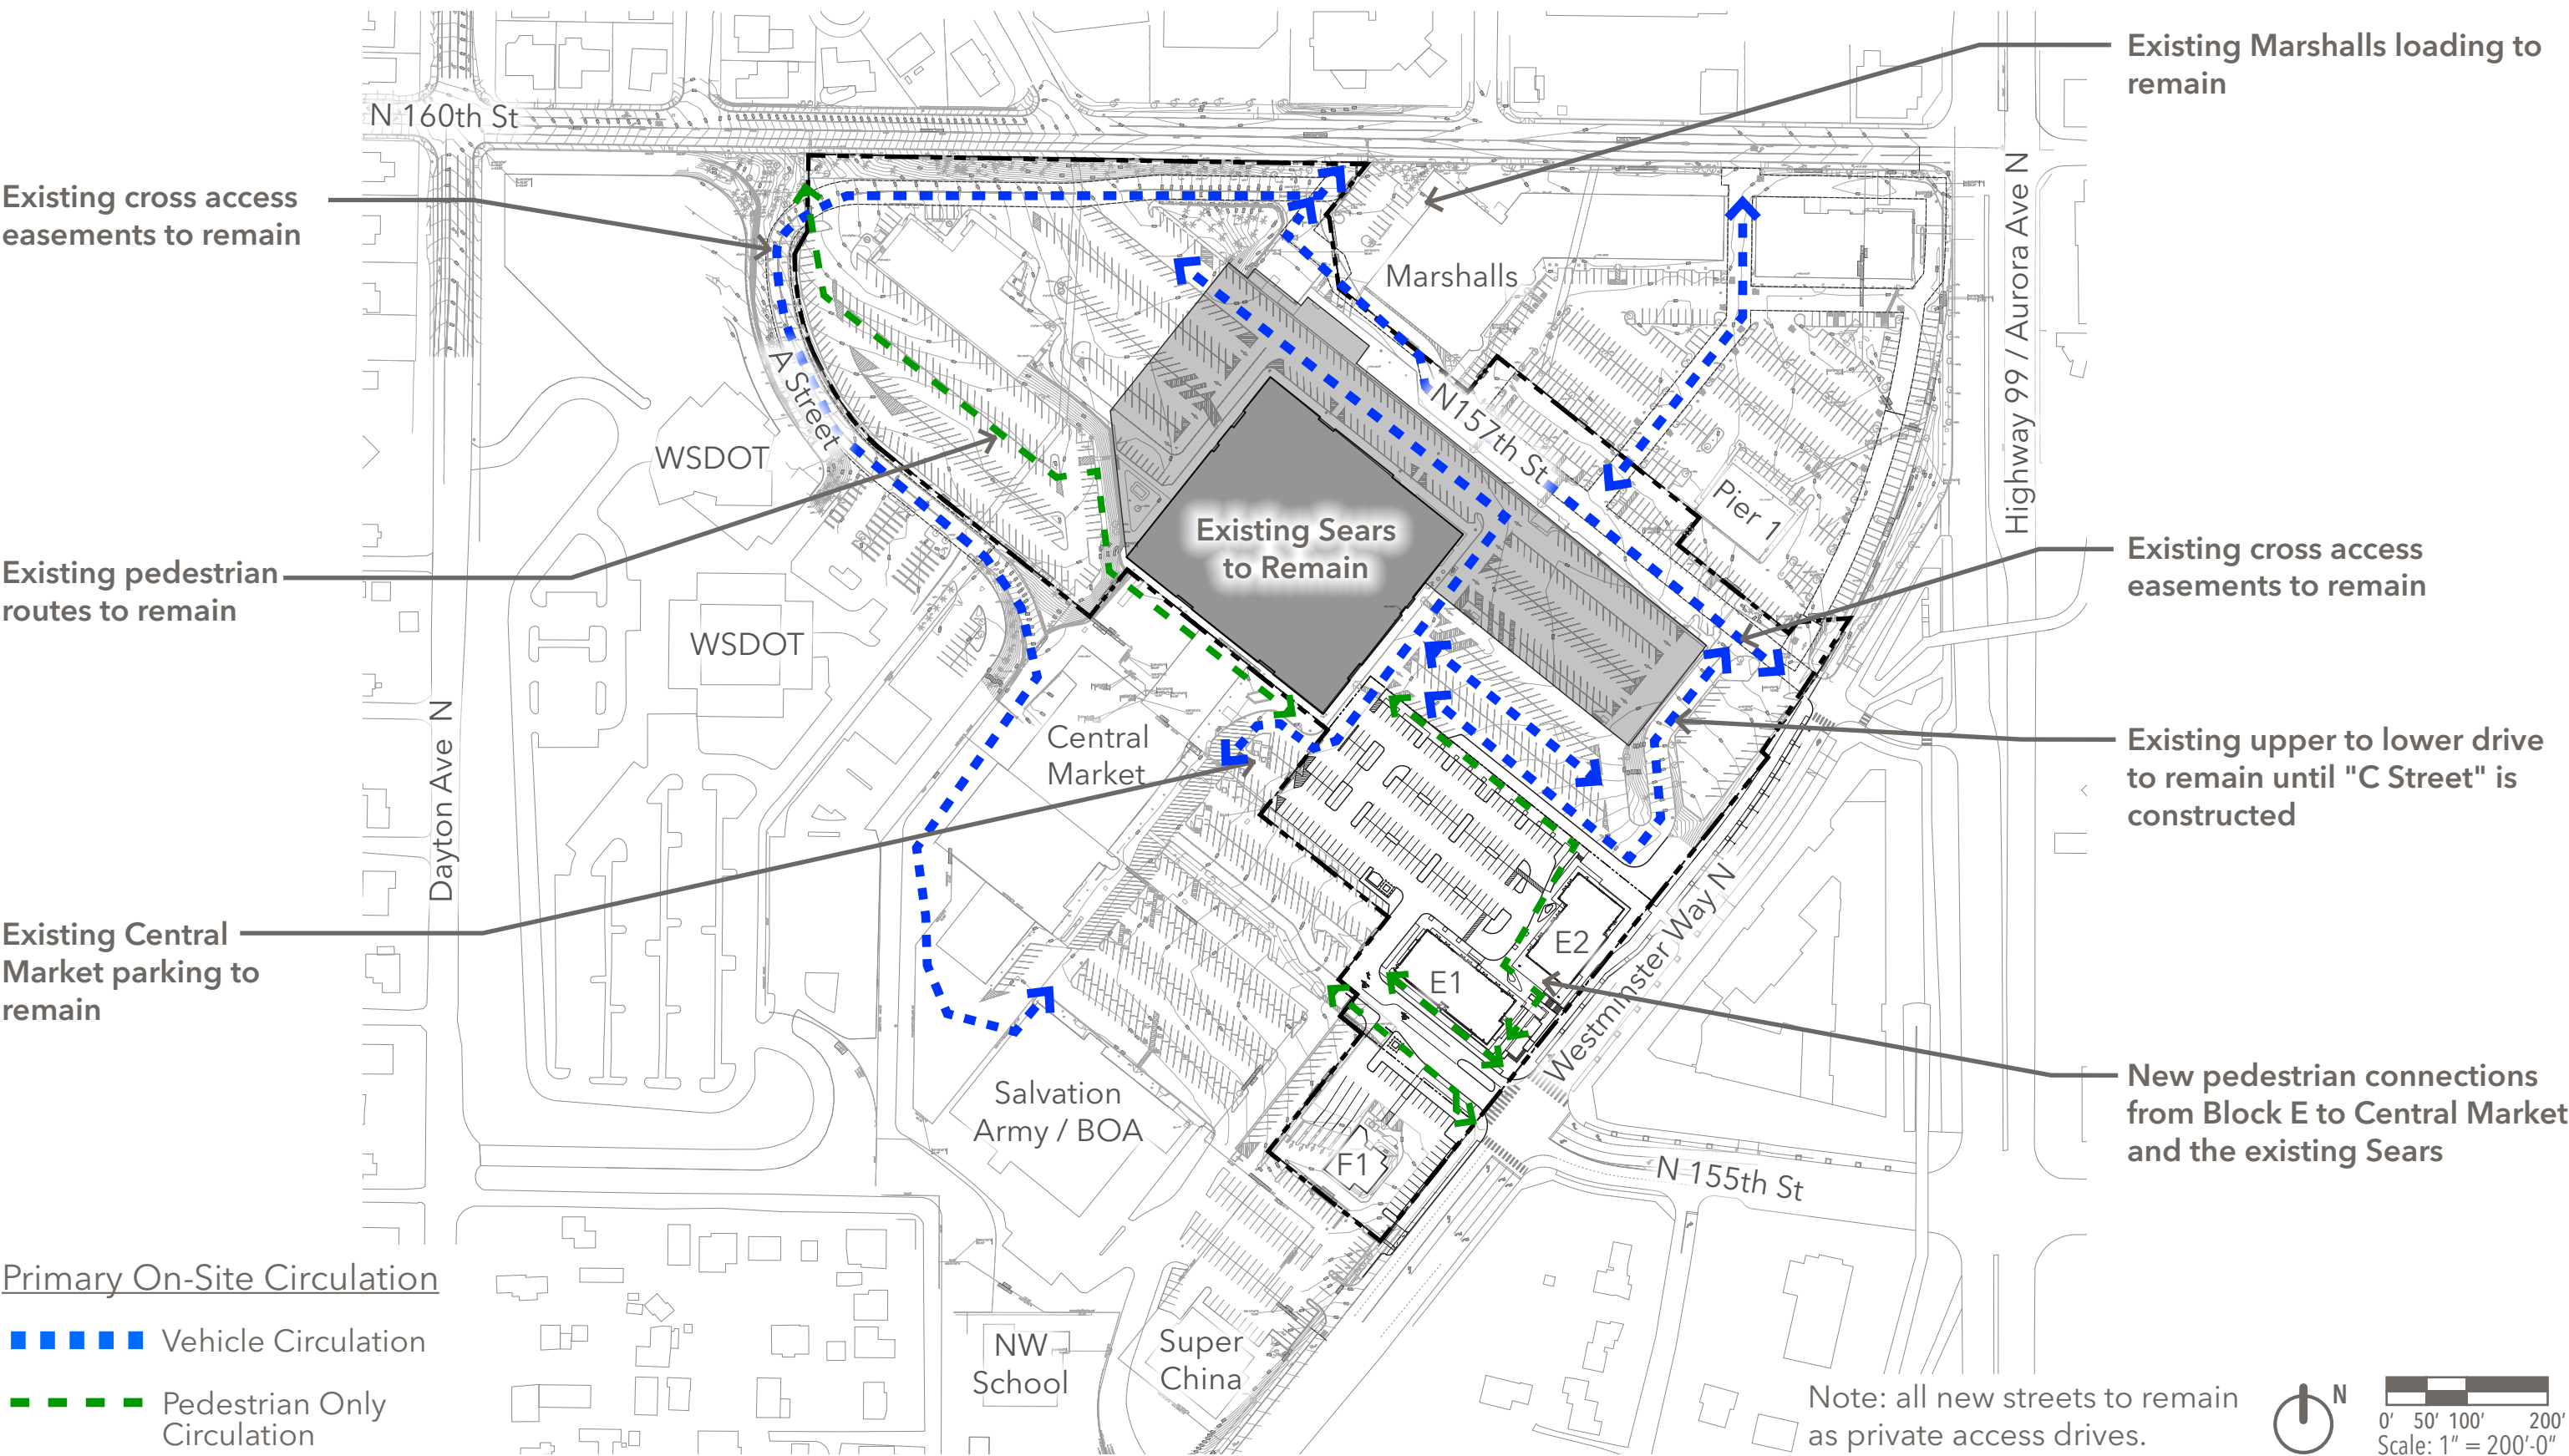 Existing Marshalls loading to
remain
N 160th St
Existing cross access
easements to remain
Highway 99 / Aurora Ave N
Marshalls
A Street
N157th St
WSDOT
Pier 1
Existing Sears
to Remain
Existing cross access
easements to remain
Existing pedestrian
routes to remain
WSDOT
Dayton Ave N
Central
Market
Existing upper to lower drive
to remain until "C Street" is
constructed
Existing Central
Market parking to
remain
E2
E1
Westminster Way N
New pedestrian connections
from Block E to Central Market
and the existing Sears
Salvation
Army / BOA
F1
N 155th St
Primary On-Site Circulation
Vehicle Circulation
Pedestrian Only
Circulation
NW
School
Super
China
Note: all new streets to remain
as private access drives.
N
0' 50' 100' 200'
Scale: 1" = 200'-0"